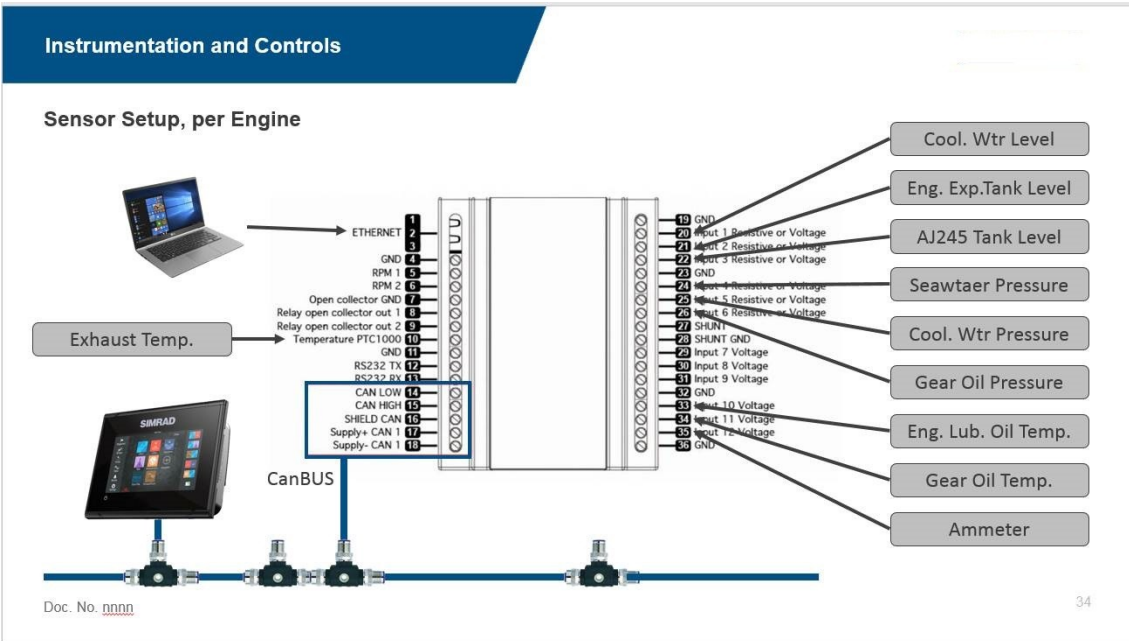 Instrumentation and Controls
Sensor Setup, per Engine
1
ETHERNET 2
3
GND 4
RPM 1 5
RPM 2 6
Open collector GND 7
Relay open collector out 1 8
Relay open collector out 2 9
Temperature PTC1000 10
GND 11
RS232 TX 12
RS232 RX 13
CAN LOW 14
CAN HIGH 15
SHIELD CAN 16
Supply+ CAN 1 17
Supply- CAN 1 18
Exhaust Temp.
SIMRAD
CanBUS
19 GND
20 Input 1 Resistive or Voltage
21 Input 2 Resistive or Voltage
22 Input 3 Resistive or Voltage
23 GND
24 Input 4 Resistive or Voltage
25 Input 5 Resistive or Voltage
26 Input 6 Resistive or Voltage
27 SHUNT
28 SHUNT GND
29 Input 7 Voltage
30 Input 8 Voltage
31 Input 9 Voltage
32 GND
33 Input 10 Voltage
34 Input 11 Voltage
35 Input 12 Voltage
36 GND
Cool. Wtr Level
Eng. Exp.Tank Level
AJ245 Tank Level
Seawtaer Pressure
Cool. Wtr Pressure
Gear Oil Pressure
Eng. Lub. Oil Temp.
Gear Oil Temp.
Ammeter
Doc. No. nnnn
34